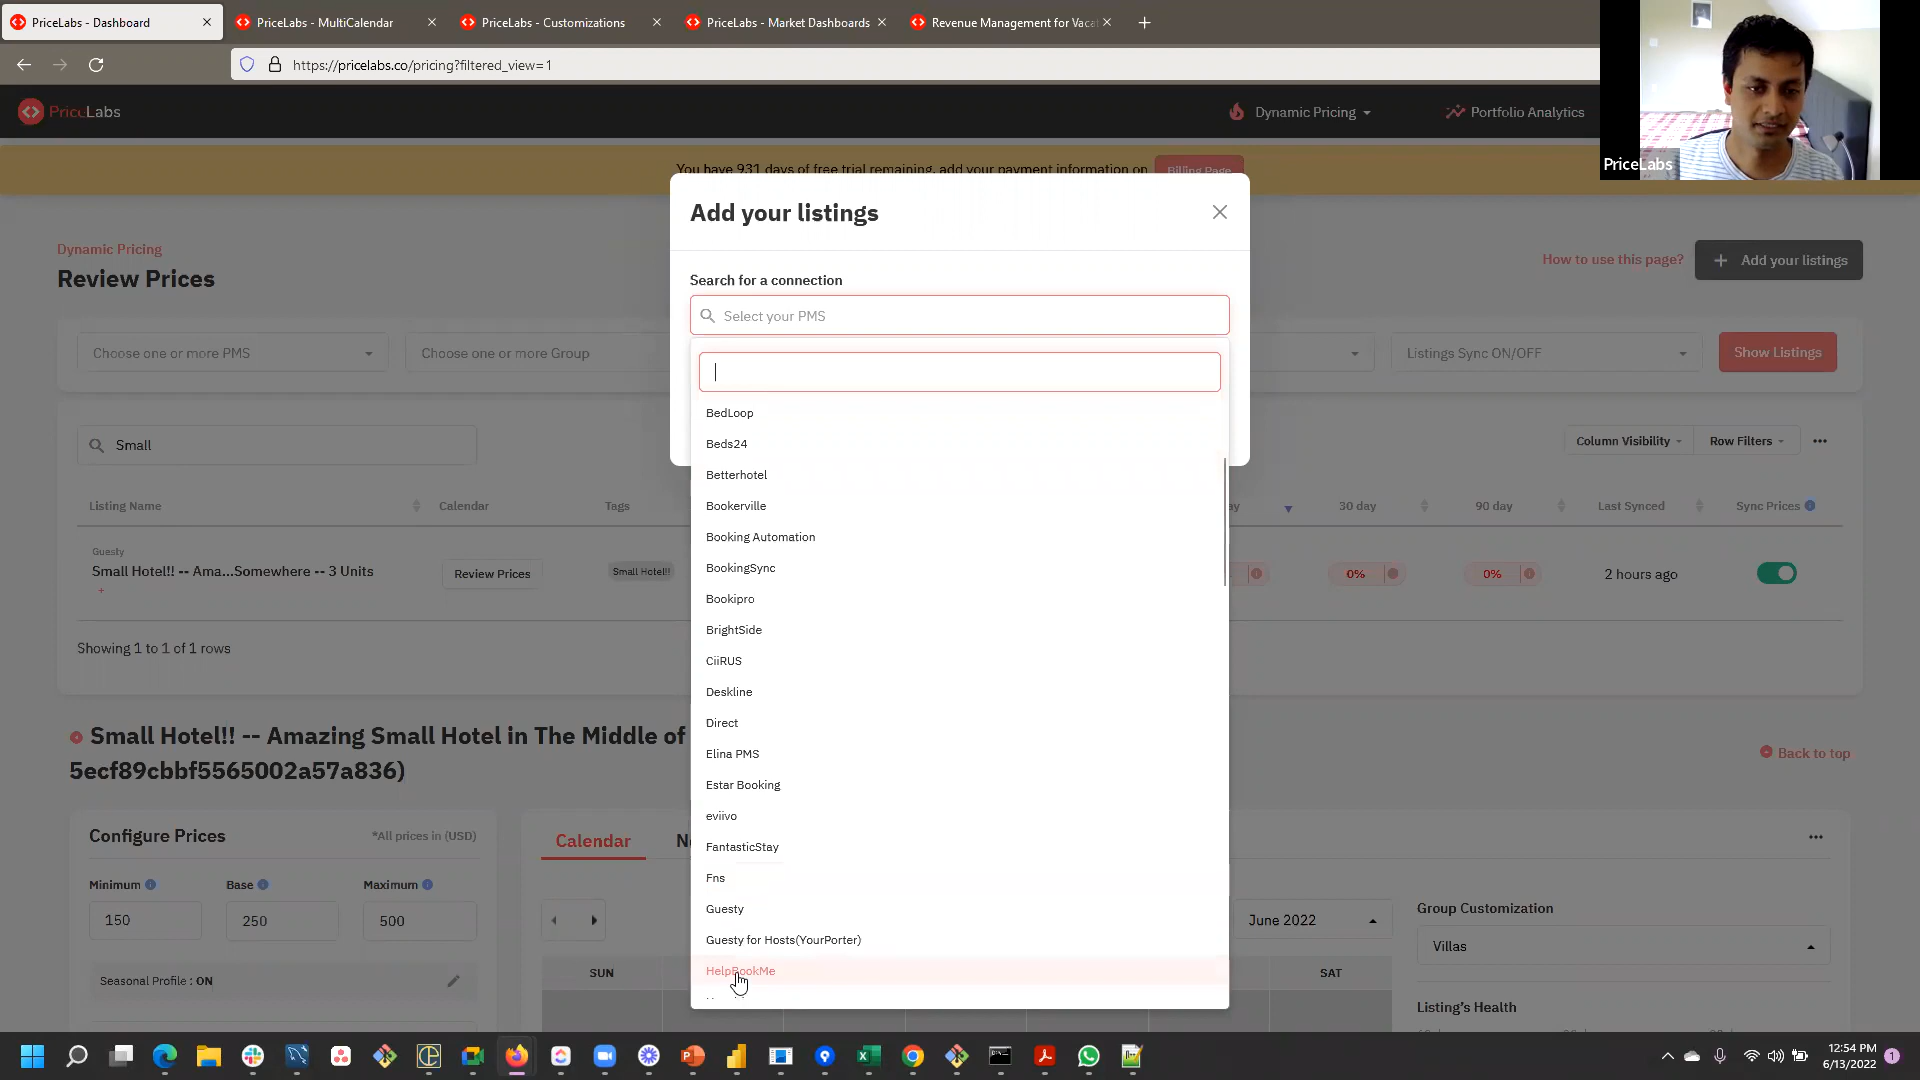 PriceLabs - Dashboard
PriceLabs - MultiCalendar
PriceLabs - Customizations
PriceLabs - Market Dashboards
Revenue Management for Vacat
https://pricelabs.co/pricing?filtered_view=1
PriceLabs
Dynamic Pricing
Portfolio Analytics
PriceLabs
You have 931 days of free trial remaining, add your payment information on
Billing Page
Add your listings
Dynamic Pricing
Review Prices
How to use this page?
Add your listings
Search for a connection
Select your PMS
Choose one or more PMS
Choose one or more Group
Listings Sync ON/OFF
Show Listings
Small
Column Visibility
Row Filters
Listing Name
Calendar
Tags
30 day
90 day
Last Synced
Sync Prices
Guesty
Small Hotel!! -- Ama...Somewhere -- 3 Units
Review Prices
Small Hotel!!
0%
0%
2 hours ago
Showing 1 to 1 of 1 rows
BedLoop
Beds24
Betterhotel
Bookerville
Booking Automation
BookingSync
Bookipro
BrightSide
CiiRUS
Deskline
Direct
Elina PMS
Estar Booking
eviivo
FantasticStay
Fns
Guesty
Guesty for Hosts(YourPorter)
HelpBookMe
Small Hotel!! -- Amazing Small Hotel in The Middle of
5ecf89cbbf5565002a57a836)
Back to top
Configure Prices
*All prices in (USD)
Calendar
Minimum
Base
Maximum
150
250
500
June 2022
Group Customization
Villas
Seasonal Profile : ON
SUN
SAT
Listing's Health
12:54 PM
6/13/2022
1